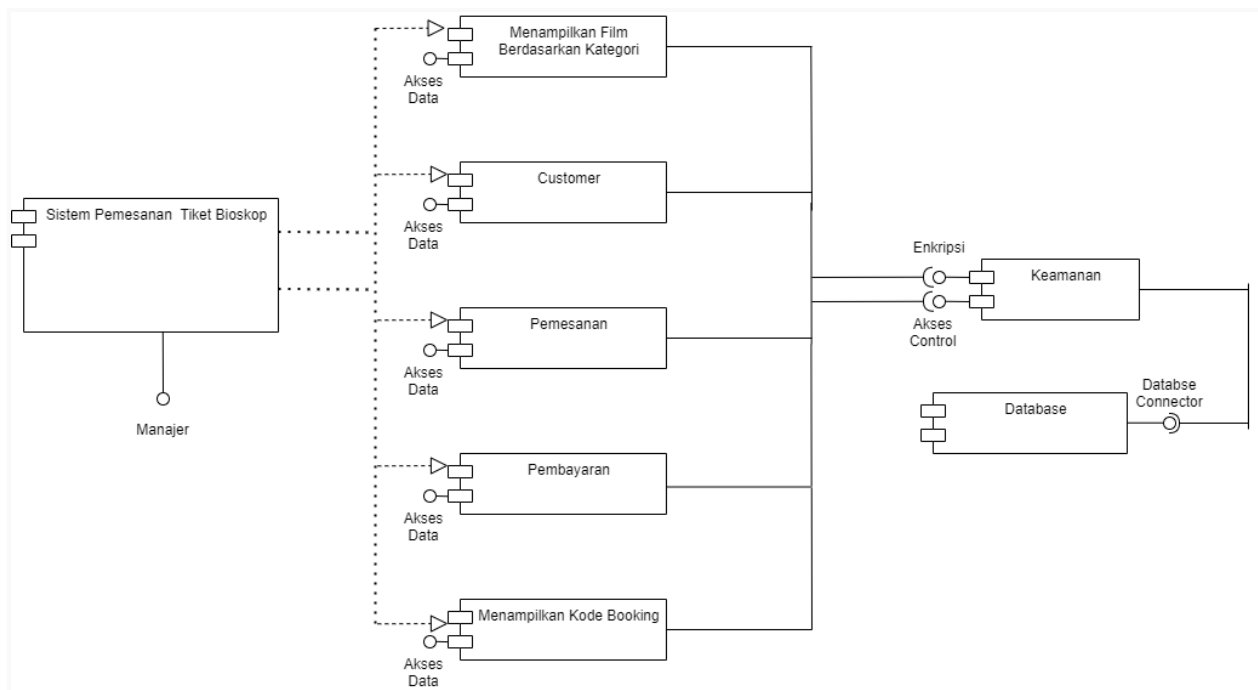 Menampilkan Film
Berdasarkan Kategori
Akses
Data
Customer
Akses
Data
Sistem Pemesanan Tiket Bioskop
Manajer
Pemesanan
Akses
Data
Pembayaran
Akses
Data
Menampilkan Kode Booking
Akses
Data
Enkripsi
Akses
Control
Keamanan
Database
Databse
Connector